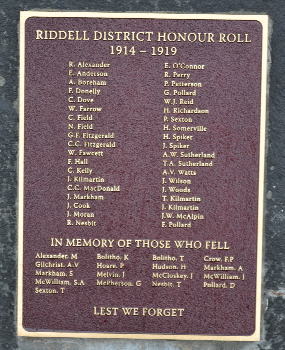 RIDDELL DISTRICT HONOUR ROLL
1914 – 1919
R. Alexander E. O'Connor
E. Anderson R. Parry
A. Boreham P. Patterson
F. Donelly G. Pollard
C. Dove W.J. Reid
W. Farrow H. Richardson
C. Field P. Sexton
N. Field H. Somerville
G.F. Fitzgerald H. Spiker
C.C. Fitzgerald J. Spiker
W. Fawcett A.W. Sutherland
F. Hall T.A. Sutherland
C. Kelly A.V. Watts
J. Kilmartin J. Wilson
C.C. MacDonald J. Woods
J. Markham T. Kilmartin
J. Cook J. Kilmartin
J. Moran J.W. McAlpin
R. Nesbit F. Pollard
IN MEMORY OF THOSE WHO FELL
Alexander. M Bolitho. K Bolitho. T Crow. F.P
Gilchrist. A.V Hoare. P Hudson. H Markham. A
Markham. S Melvin. J McCloskey. J McWilliam. J
McWilliam. S.A McPherson. G Nesbit. T Pollard. D
Sexton. T
LEST WE FORGET